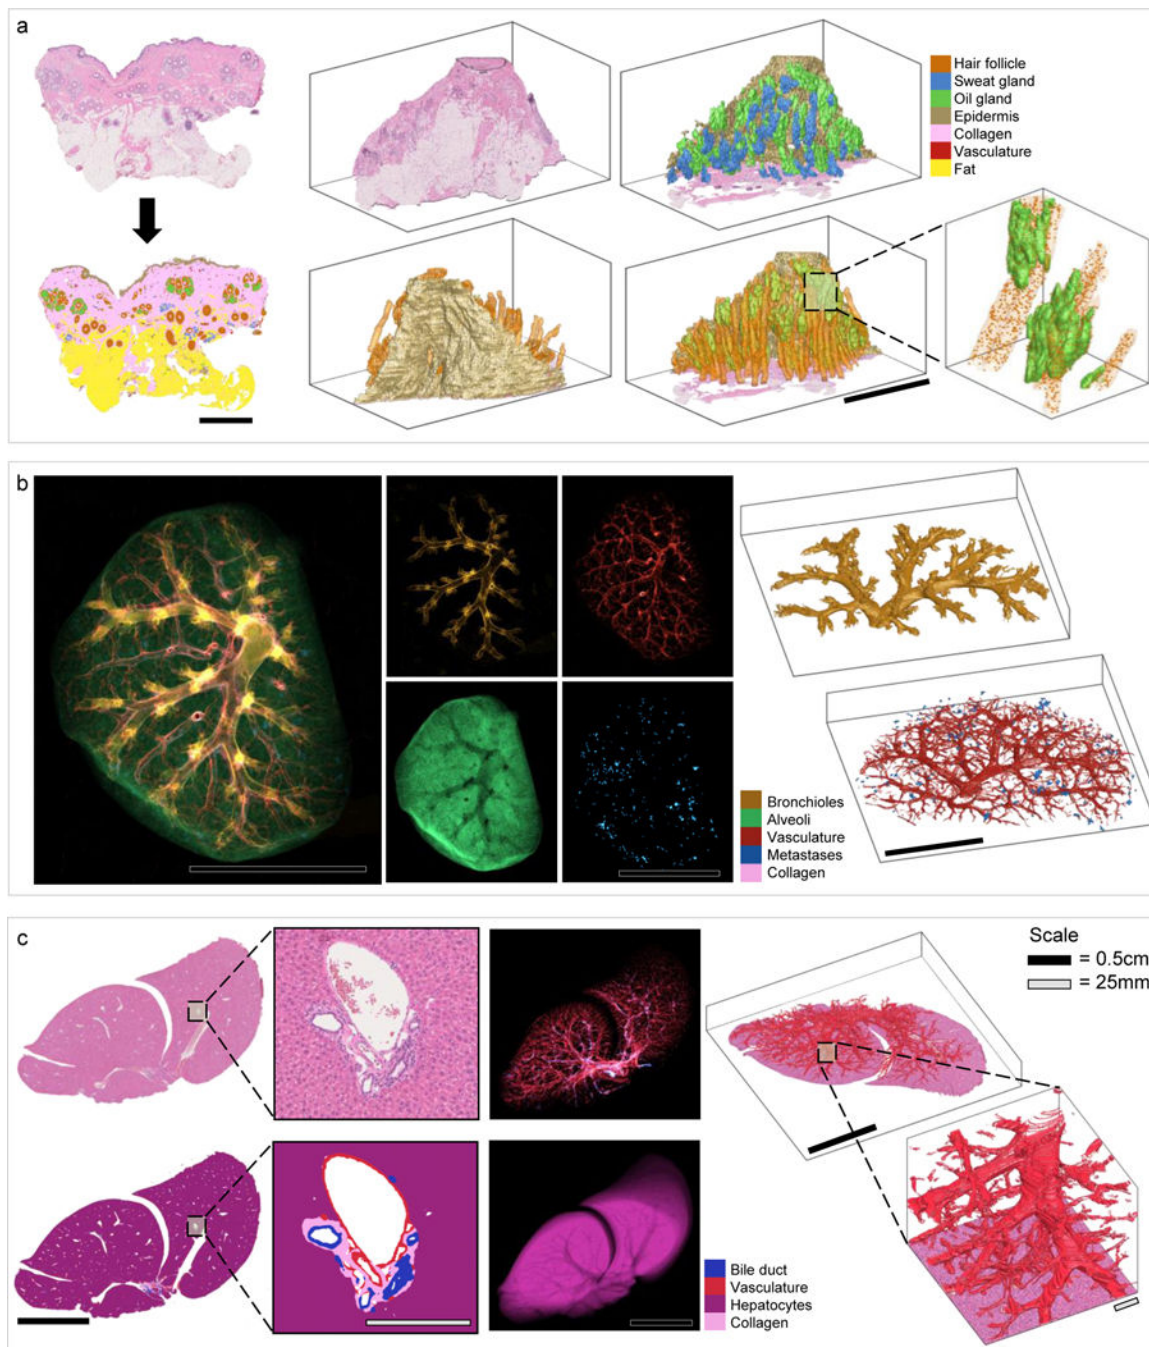 a
Hair follicle
Sweat gland
Oil gland
Epidermis
Collagen
Vasculature
Fat
b
Bronchioles
Alveoli
Vasculature
Metastases
Collagen
c
Scale
= 0.5cm
= 25mm
Bile duct
Vasculature
Hepatocytes
Collagen